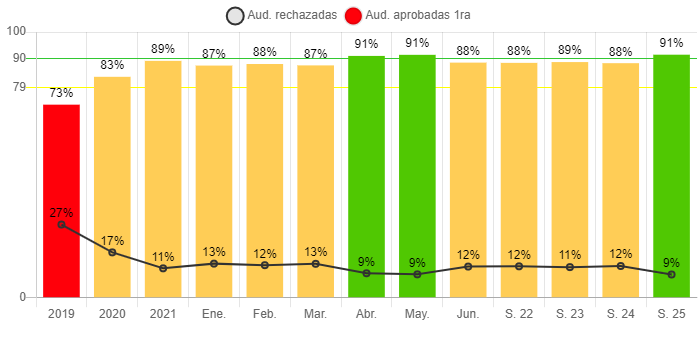 Aud. rechazadas Aud. aprobadas 1ra
100
90
79
0
73% 83% 89% 87% 88% 87% 91% 91% 88% 88% 89% 88% 91%
27% 17% 11% 13% 12% 13% 9% 9% 12% 12% 11% 12% 9%
2019 2020 2021 Ene. Feb. Mar. Abr. May. Jun. S. 22 S. 23 S. 24 S. 25